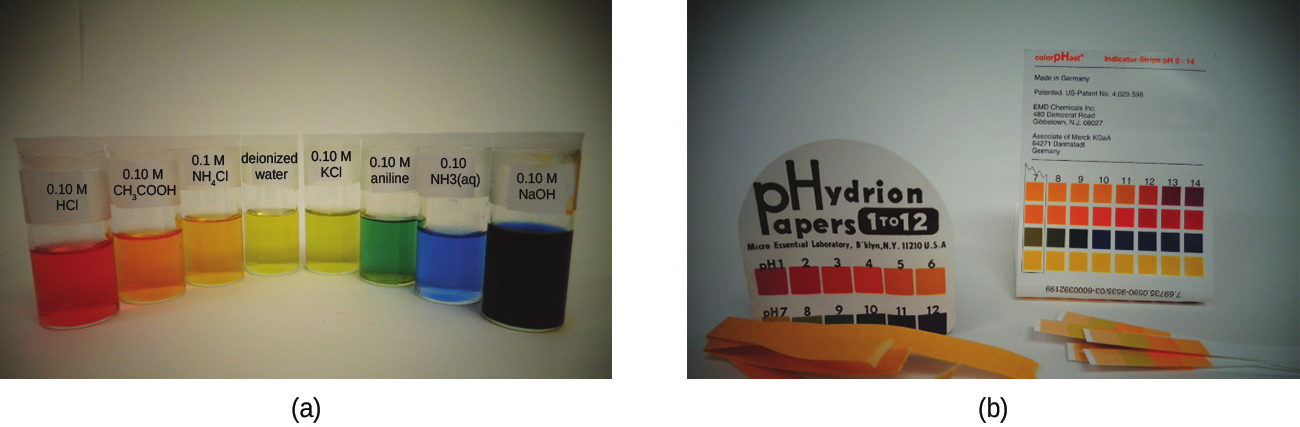 0.10 M
HCl
0.10 M
CH3COOH
0.1 M
NH4Cl
deionized
water
0.10 M
KCl
0.10 M
aniline
0.10
NH3(aq)
0.10 M
NaOH
(a)
pHydrion
Papers 1 TO 12
Micro Essential Laboratory, B'klyn, N.Y. 11210 U.S.A
pH1 2 3 4 5 6
pH7 8 9 10 11 12
colorpHast® Indicator Strips pH 0 - 14
Made in Germany
Patented, US-Patent No. 4.029.598
EMD Chemicals Inc.
480 Democrat Road
Gibbstown, N.J. 08027
Associate of Merck KGaA
64271 Darmstadt
Germany
7 8 9 10 11 12 13 14
(b)